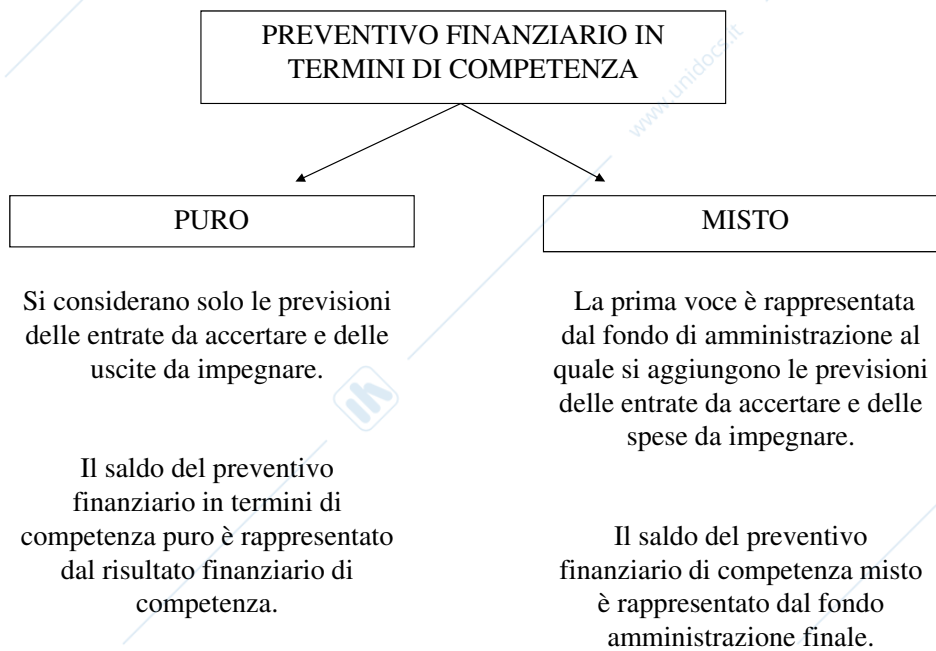 PREVENTIVO FINANZIARIO IN
TERMINI DI COMPETENZA
www.unidocs.it
PURO
Si considerano solo le previsioni
delle entrate da accertare e delle
uscite da impegnare.
Il saldo del preventivo
finanziario in termini di
competenza puro è rappresentato
dal risultato finanziario di
competenza.
MISTO
La prima voce è rappresentata
dal fondo di amministrazione al
quale si aggiungono le previsioni
delle entrate da accertare e delle
spese da impegnare.
Il saldo del preventivo
finanziario di competenza misto
è rappresentato dal fondo
amministrazione finale.